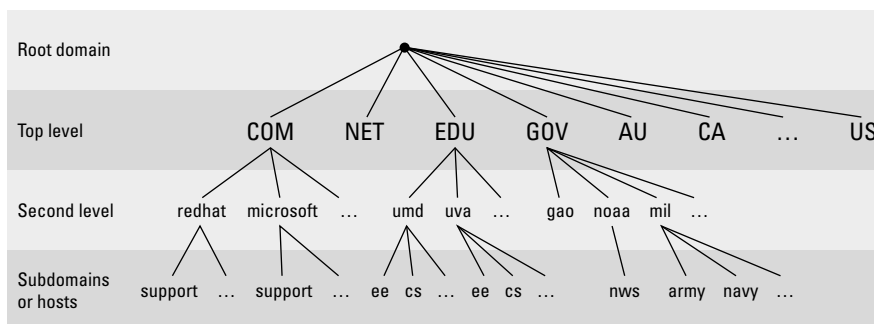 Root domain
Top level COM NET EDU GOV AU CA ... US
Second level redhat microsoft ... umd uva ... gao noaa mil ...
Subdomains
or hosts support ... support ... ee cs ... ee cs ... nws army navy ...